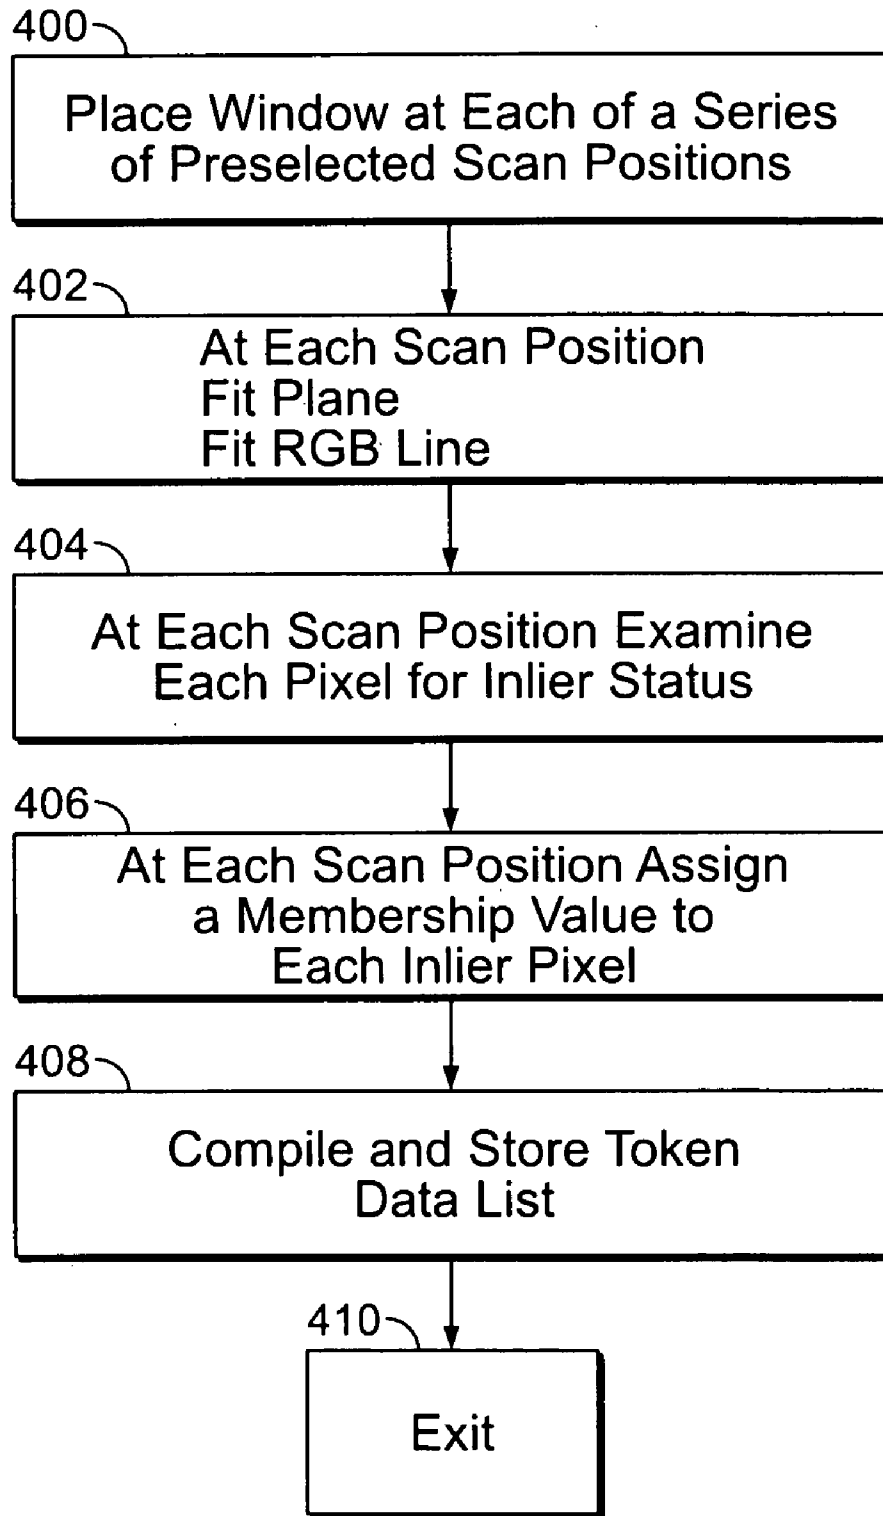 400
Place Window at Each of a Series
of Preselected Scan Positions
402
At Each Scan Position
Fit Plane
Fit RGB Line
404
At Each Scan Position Examine
Each Pixel for Inlier Status
406
At Each Scan Position Assign
a Membership Value to
Each Inlier Pixel
408
Compile and Store Token
Data List
410
Exit